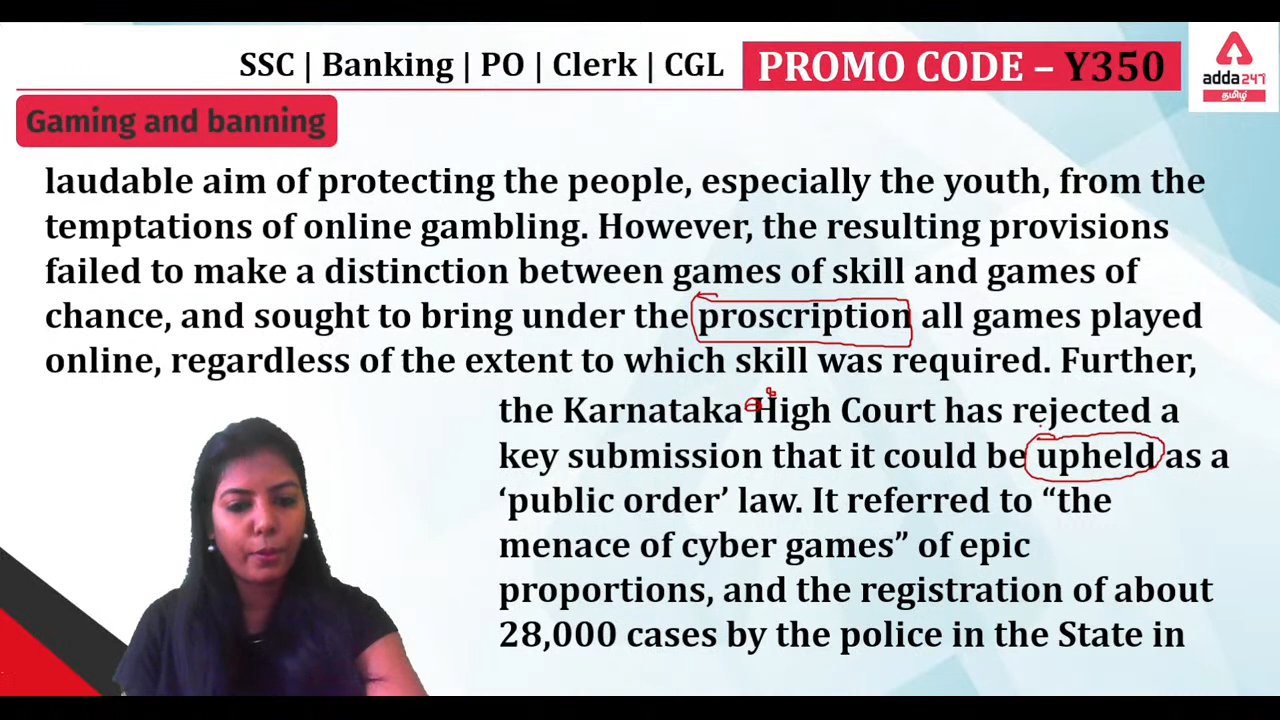 SSC | Banking | PO | Clerk | CGL
PROMO CODE – Y350
adda247
தமிழ்
Gaming and banning
laudable aim of protecting the people, especially the youth, from the
temptations of online gambling. However, the resulting provisions
failed to make a distinction between games of skill and games of
chance, and sought to bring under the proscription all games played
online, regardless of the extent to which skill was required. Further,
the Karnataka High Court has rejected a
key submission that it could be upheld as a
‘public order’ law. It referred to “the
menace of cyber games” of epic
proportions, and the registration of about
28,000 cases by the police in the State in